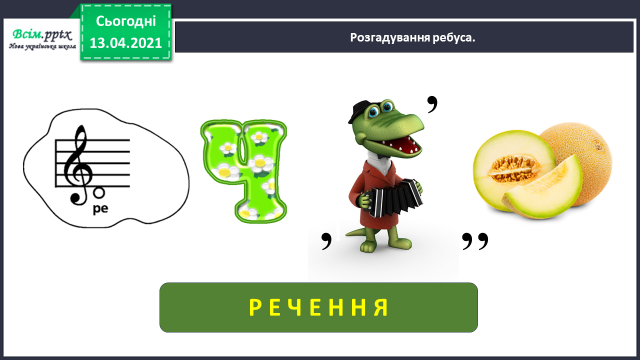 Всім.pptx
Нова українська школа
Сьогодні
13.04.2021
Розгадування ребуса.
ре
Ч
,
,
,,
РЕЧЕННЯ